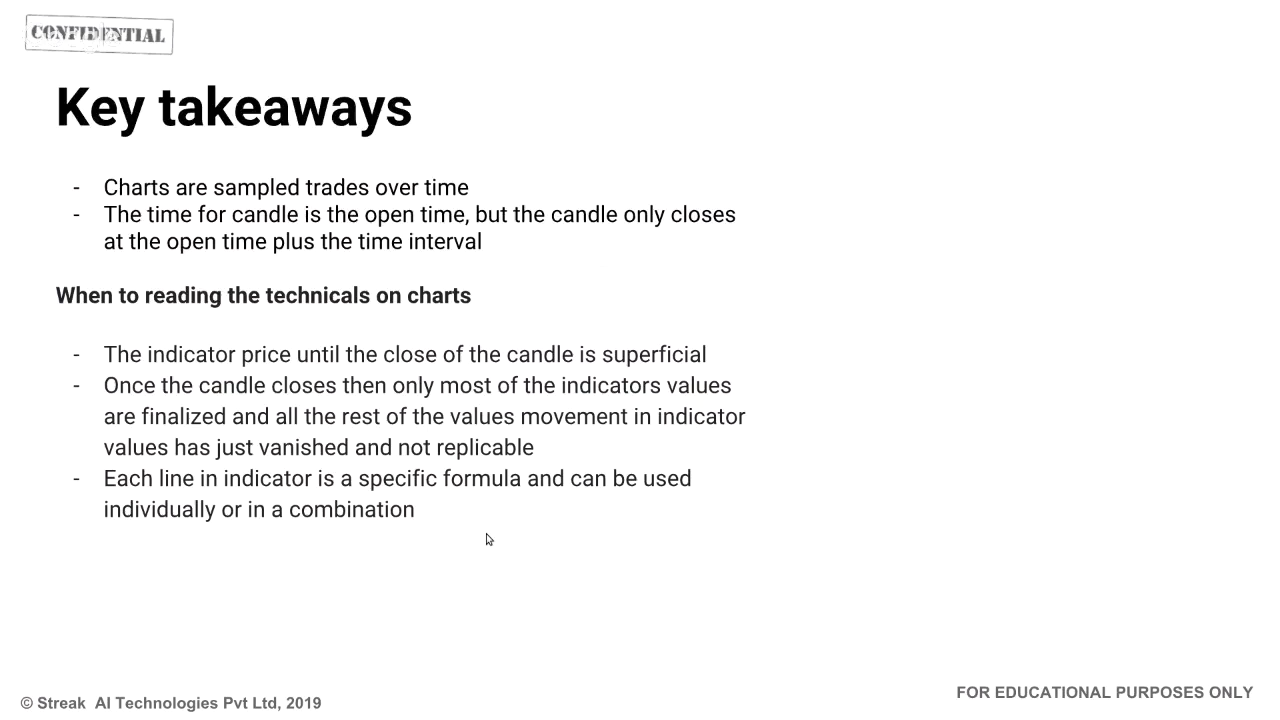 CONFIDENTIAL
Key takeaways
- Charts are sampled trades over time
- The time for candle is the open time, but the candle only closes
at the open time plus the time interval
When to reading the technicals on charts
- The indicator price until the close of the candle is superficial
- Once the candle closes then only most of the indicators values
are finalized and all the rest of the values movement in indicator
values has just vanished and not replicable
- Each line in indicator is a specific formula and can be used
individually or in a combination
© Streak  AI Technologies Pvt Ltd, 2019
FOR EDUCATIONAL PURPOSES ONLY